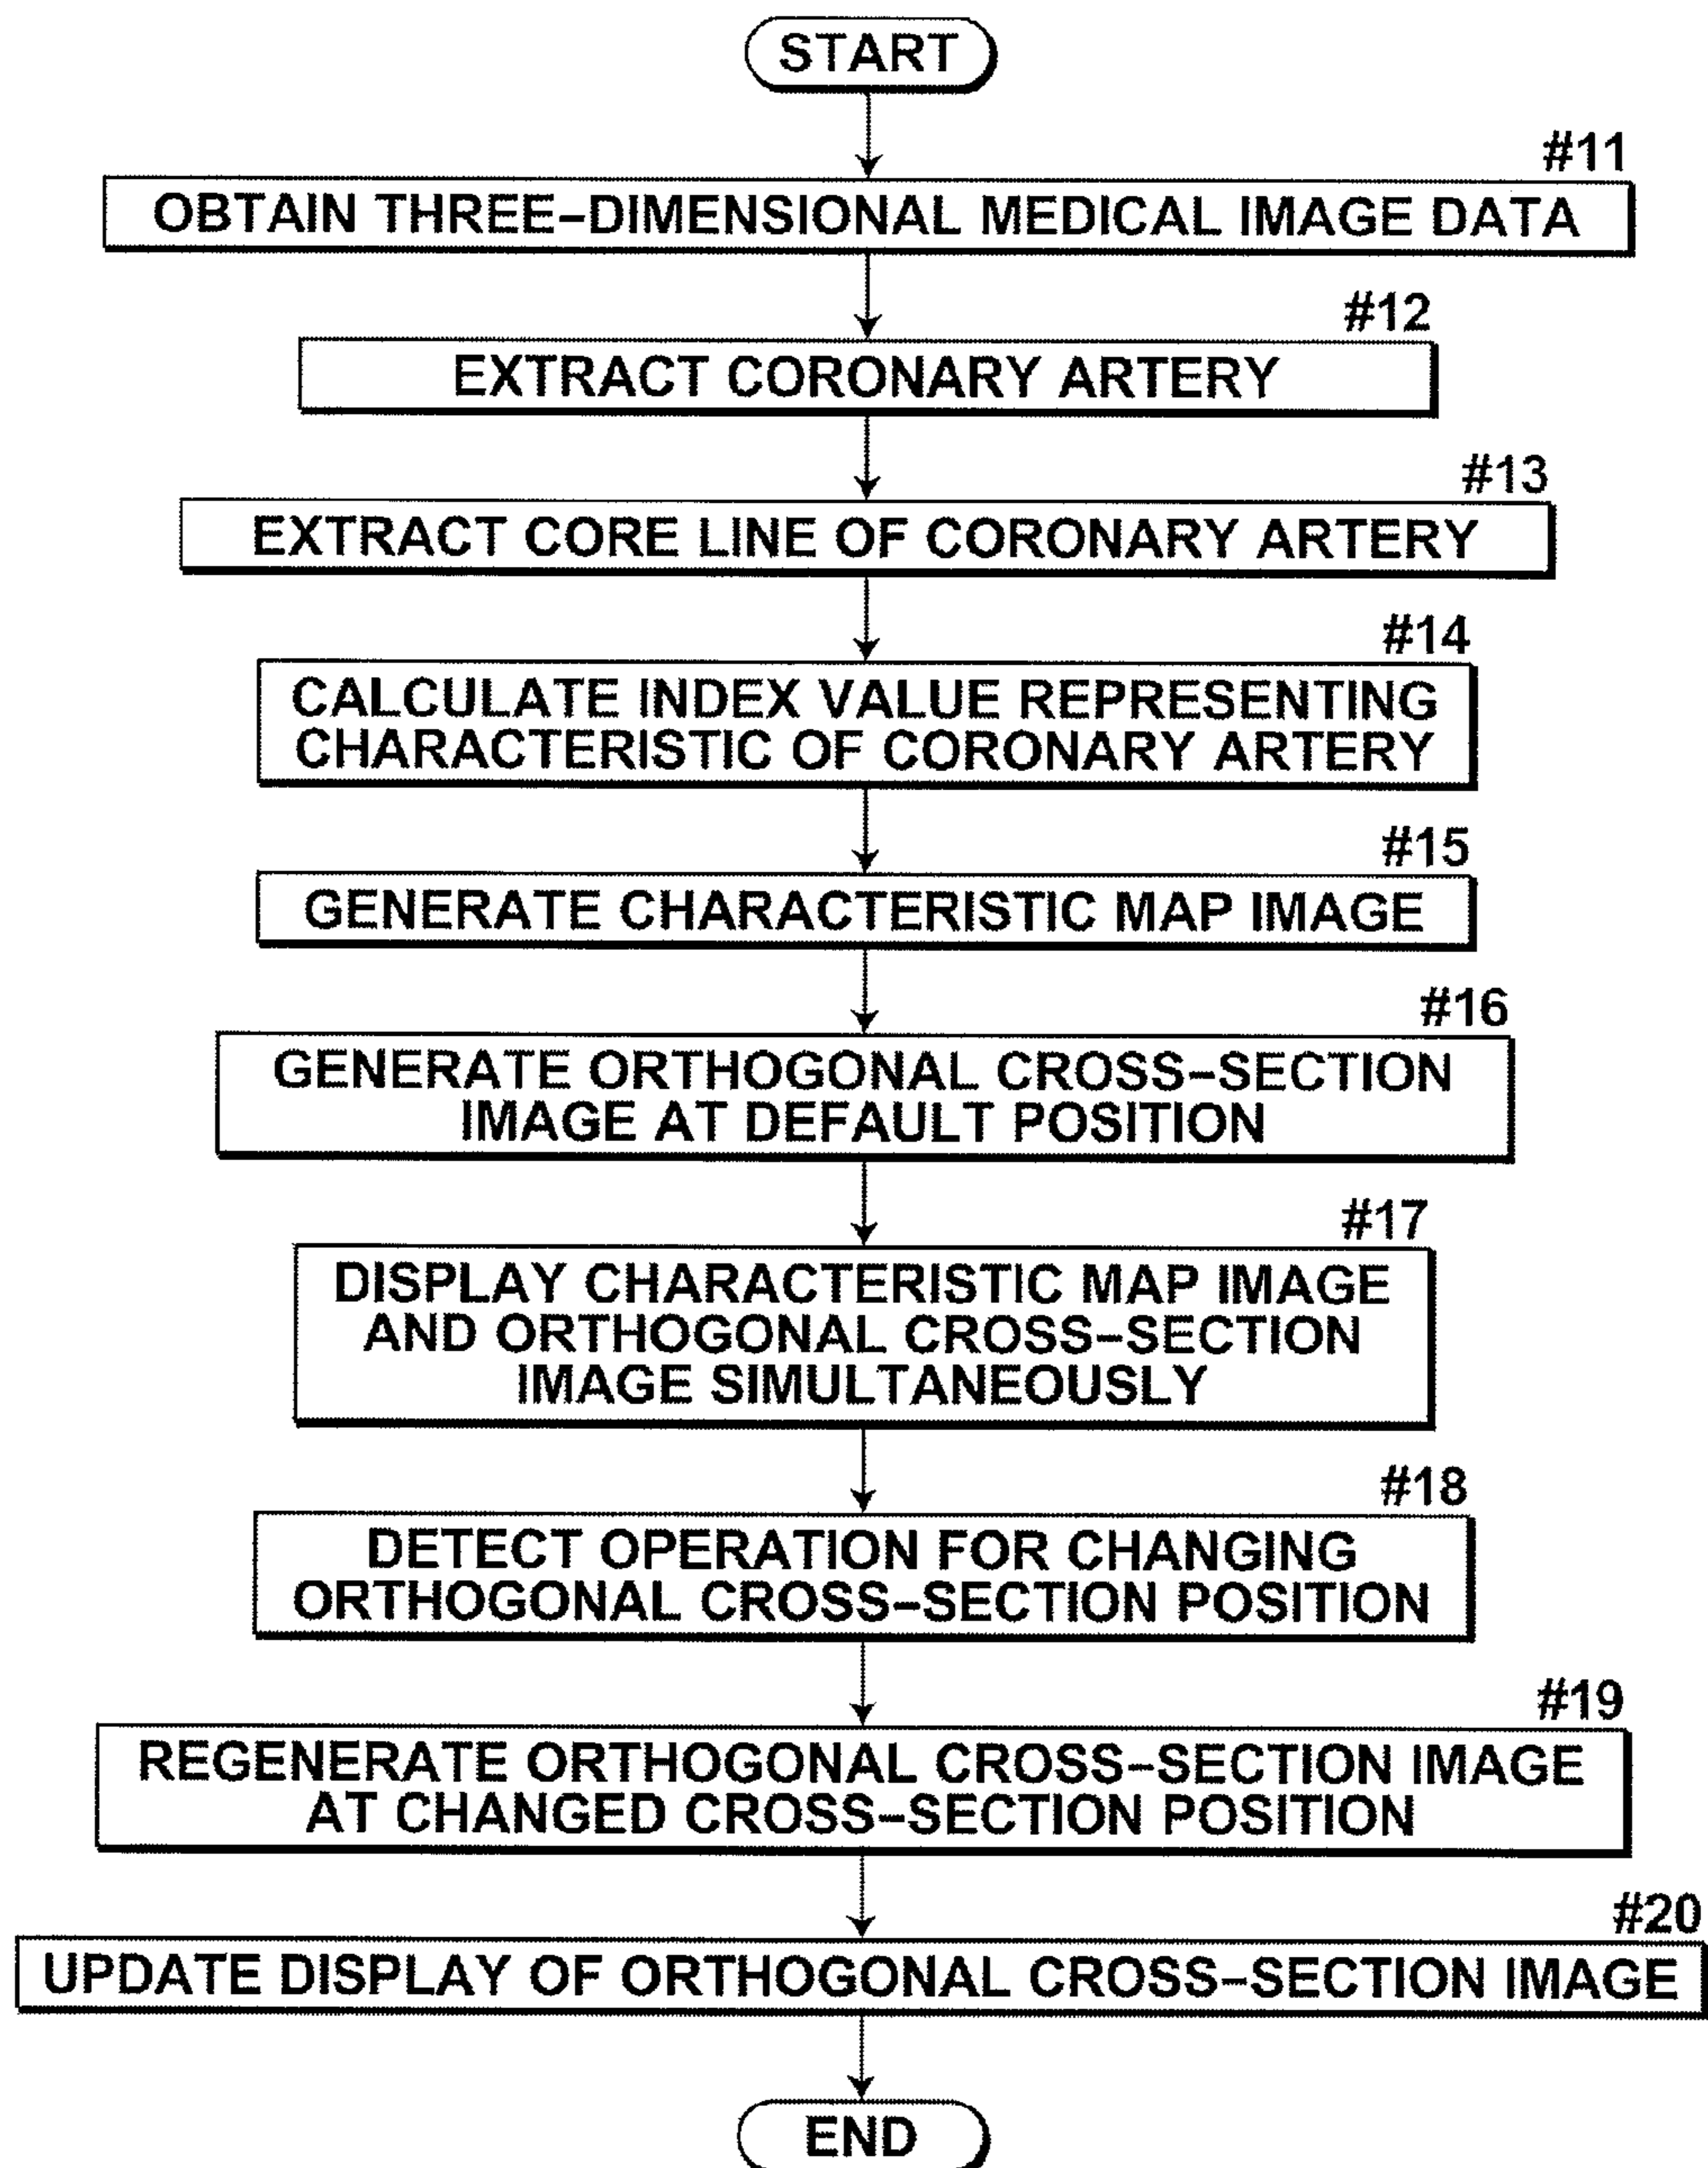 START
#11
OBTAIN THREE-DIMENSIONAL MEDICAL IMAGE DATA
#12
EXTRACT CORONARY ARTERY
#13
EXTRACT CORE LINE OF CORONARY ARTERY
#14
CALCULATE INDEX VALUE REPRESENTING
CHARACTERISTIC OF CORONARY ARTERY
#15
GENERATE CHARACTERISTIC MAP IMAGE
#16
GENERATE ORTHOGONAL CROSS-SECTION
IMAGE AT DEFAULT POSITION
#17
DISPLAY CHARACTERISTIC MAP IMAGE
AND ORTHOGONAL CROSS-SECTION
IMAGE SIMULTANEOUSLY
#18
DETECT OPERATION FOR CHANGING
ORTHOGONAL CROSS-SECTION POSITION
#19
REGENERATE ORTHOGONAL CROSS-SECTION IMAGE
AT CHANGED CROSS-SECTION POSITION
#20
UPDATE DISPLAY OF ORTHOGONAL CROSS-SECTION IMAGE
END